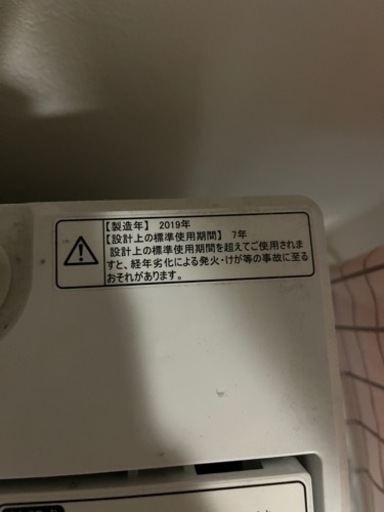 【製造年】 2019年
【設計上の標準使用期間】 7年
設計上の標準使用期間を超えてご使用されま
すと、経年劣化による発火・けが等の事故に至る
おそれがあります。